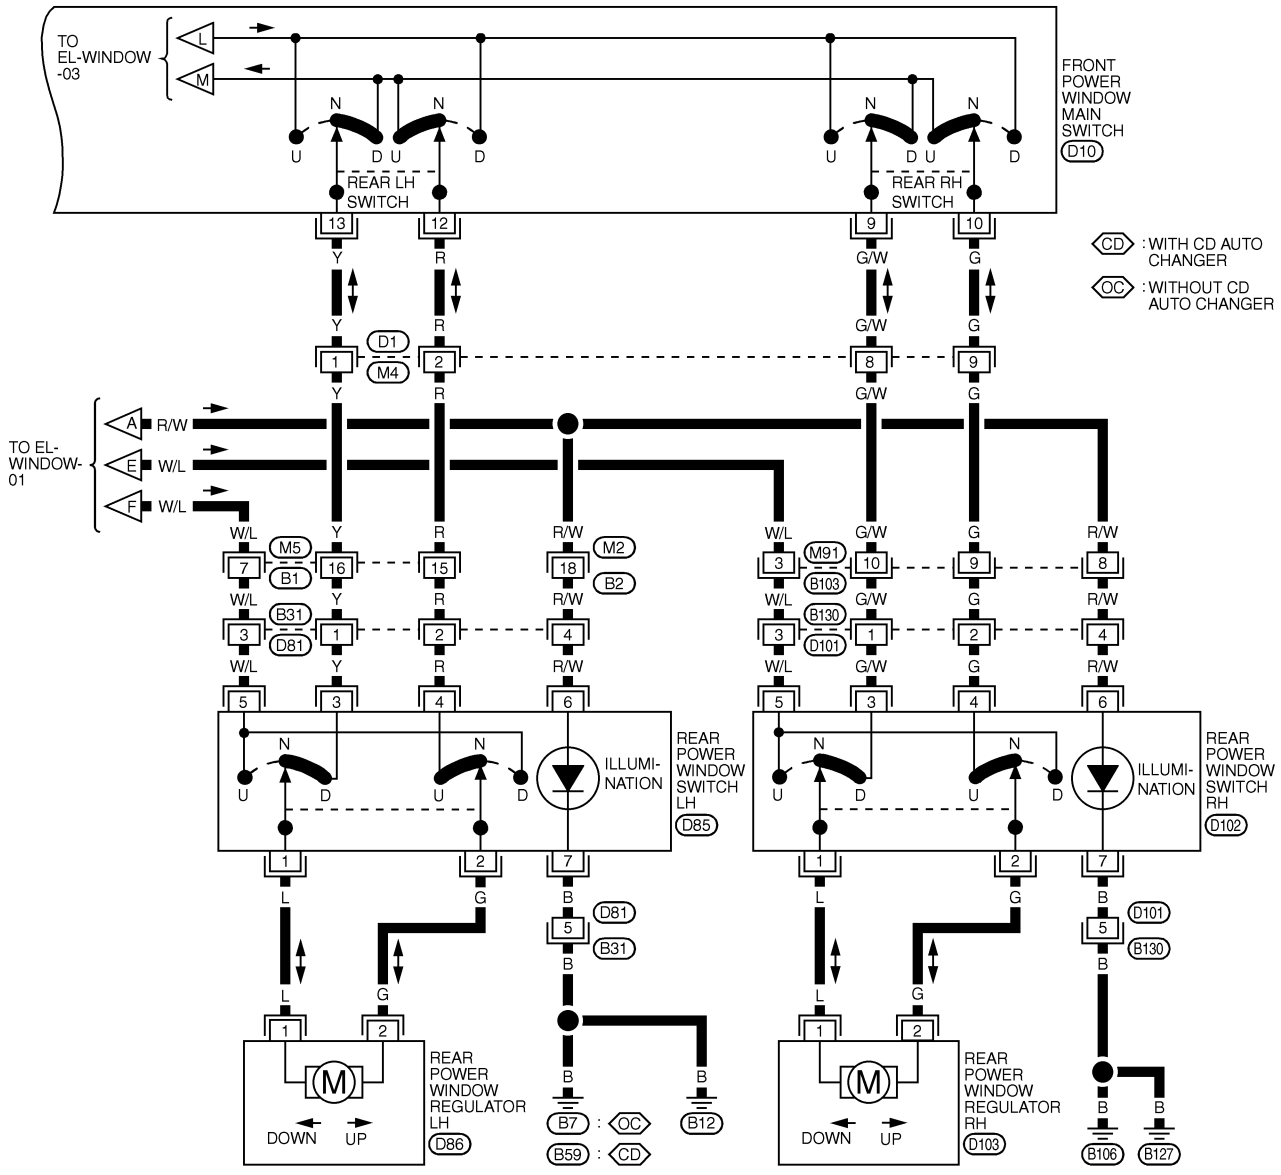 TO
EL-WINDOW
-03
L
M
N
N
N
N
U
D
U
D
U
D
U
D
REAR LH
SWITCH
REAR RH
SWITCH
FRONT
POWER
WINDOW
MAIN
SWITCH
D10
13
12
9
10
CD : WITH CD AUTO
CHANGER
OC : WITHOUT CD
AUTO CHANGER
Y
R
G/W
G
Y
R
G/W
G
D1
1
2
8
9
M4
Y
R
G/W
G
TO EL-
WINDOW-
01
A R/W
E W/L
F W/L
W/L
Y
R
R/W
W/L
G/W
G
R/W
M5
M2
M91
7
16
15
18
3
10
9
8
B1
B2
B103
W/L
Y
R
R/W
W/L
G/W
G
R/W
B31
B130
3
1
2
4
3
1
2
4
D81
D101
W/L
Y
R
R/W
W/L
G/W
G
R/W
5
3
4
6
5
3
4
6
N
N
ILLUMI-
NATION
U
D
U
D
REAR
POWER
WINDOW
SWITCH
LH
D85
N
N
ILLUMI-
NATION
U
D
U
D
REAR
POWER
WINDOW
SWITCH
RH
D102
1
2
7
1
2
7
L
G
B
L
G
B
D81
5
B31
D101
5
B130
B
B
L
G
L
G
1
2
1
2
M
M
DOWN UP
DOWN UP
REAR
POWER
WINDOW
REGULATOR
LH
D86
REAR
POWER
WINDOW
REGULATOR
RH
D103
B
B
B
B
B7 : OC
B59 : CD
B12
B106
B127